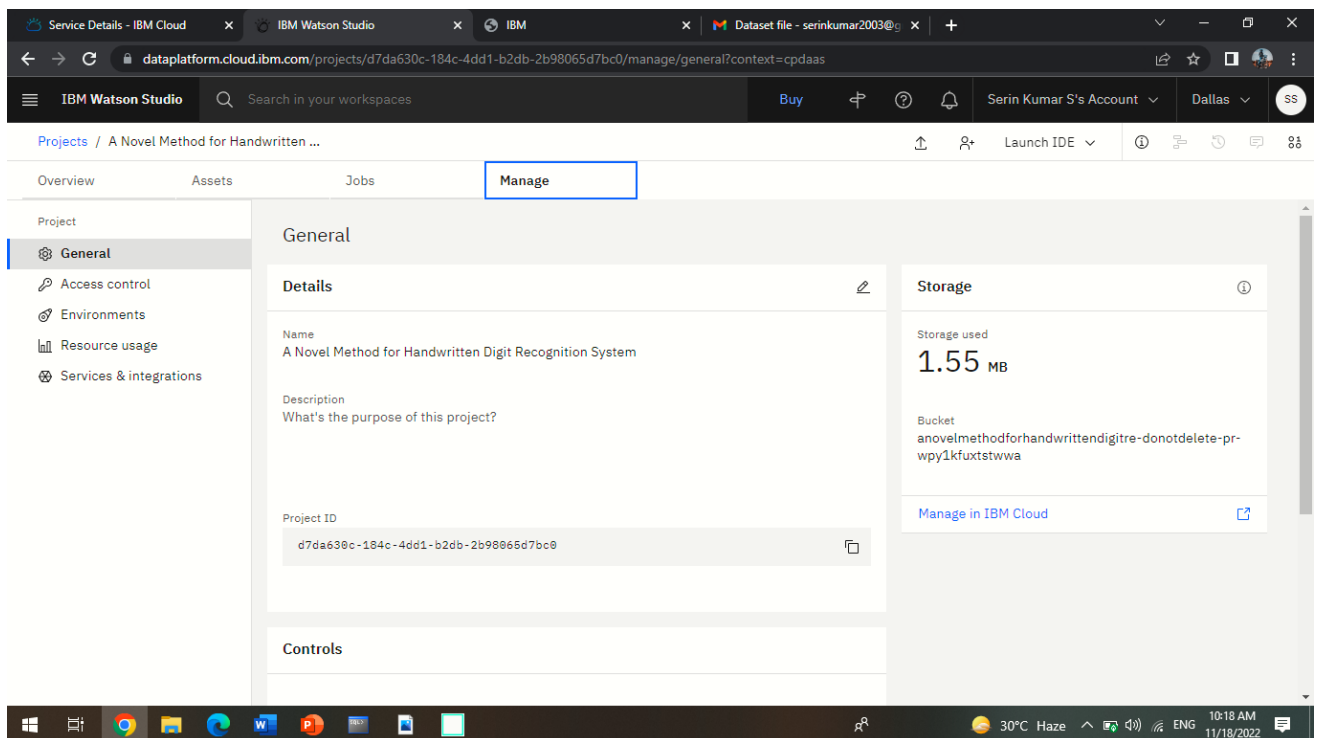 Service Details - IBM Cloud
IBM Watson Studio
IBM
Dataset file - serinkumar2003@g
dataplatform.cloud.ibm.com/projects/d7da630c-184c-4dd1-b2db-2b98065d7bc0/manage/general?context=cpdaas
IBM Watson Studio
Search in your workspaces
Buy
Serin Kumar S's Account
Dallas
SS
Projects / A Novel Method for Handwritten ...
Launch IDE
Overview
Assets
Jobs
Manage
Project
General
Access control
Environments
Resource usage
Services & integrations
General
Details
Name
A Novel Method for Handwritten Digit Recognition System
Description
What's the purpose of this project?
Project ID
d7da630c-184c-4dd1-b2db-2b98065d7bc0
Controls
Storage
Storage used
1.55 MB
Bucket
anovelmethodforhandwrittendigitre-donotdelete-pr-
wpy1kfuxtstwwa
Manage in IBM Cloud
30°C Haze
ENG
10:18 AM
11/18/2022